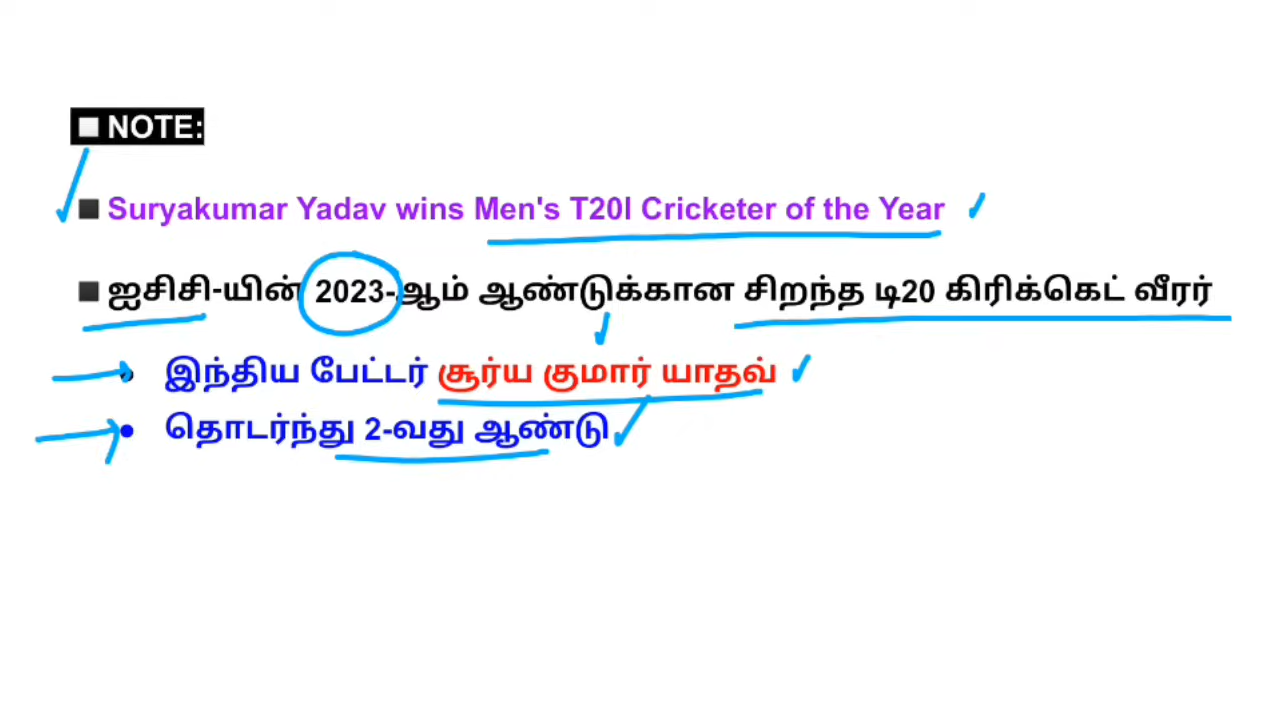 NOTE:
Suryakumar Yadav wins Men's T20I Cricketer of the Year
ஐசிசி-யின் 2023-ஆம் ஆண்டுக்கான சிறந்த டி20 கிரிக்கெட் வீரர்
இந்திய பேட்டர் சூர்ய குமார் யாதவ்
தொடர்ந்து 2-வது ஆண்டு